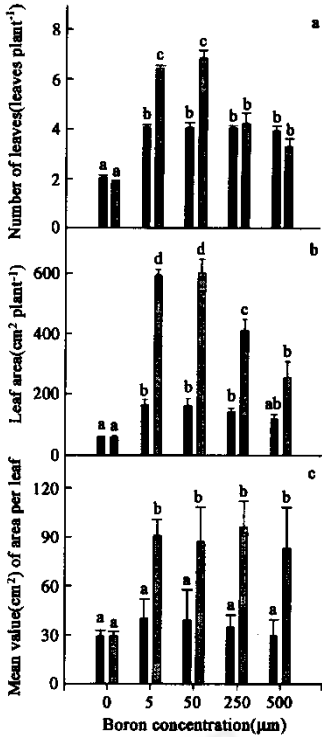 Number of leaves(leaves plant⁻¹)
8
6
4
2
0
a
a a
b c
b c
b b
b b
Leaf area(cm² plant⁻¹)
600
400
200
0
b
a a
b d
b d
b c
ab b
Mean value(cm²) of area per leaf
120
90
60
30
0
c
a a
a b
a b
a b
a b
0 5 50 250 500
Boron concentration(μm)